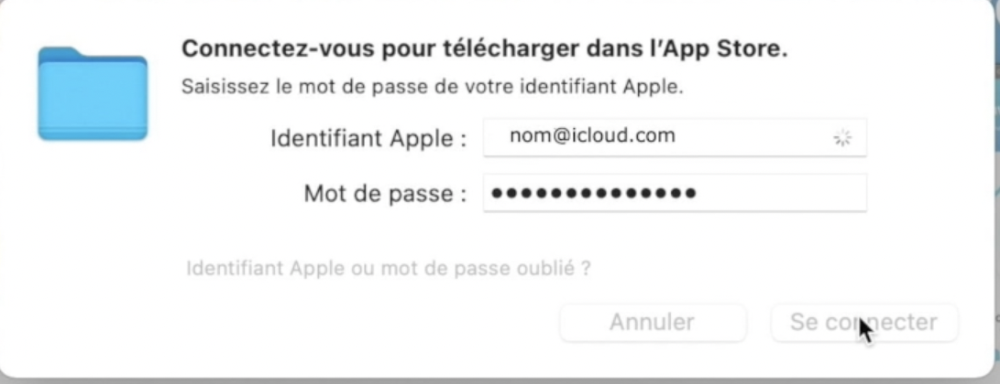 Connectez-vous pour télécharger dans l’App Store.
Saisissez le mot de passe de votre identifiant Apple.
Identifiant Apple : nom@icloud.com
Mot de passe : ●●●●●●●●●●●●●●
Identifiant Apple ou mot de passe oublié ?
Annuler Se connecter